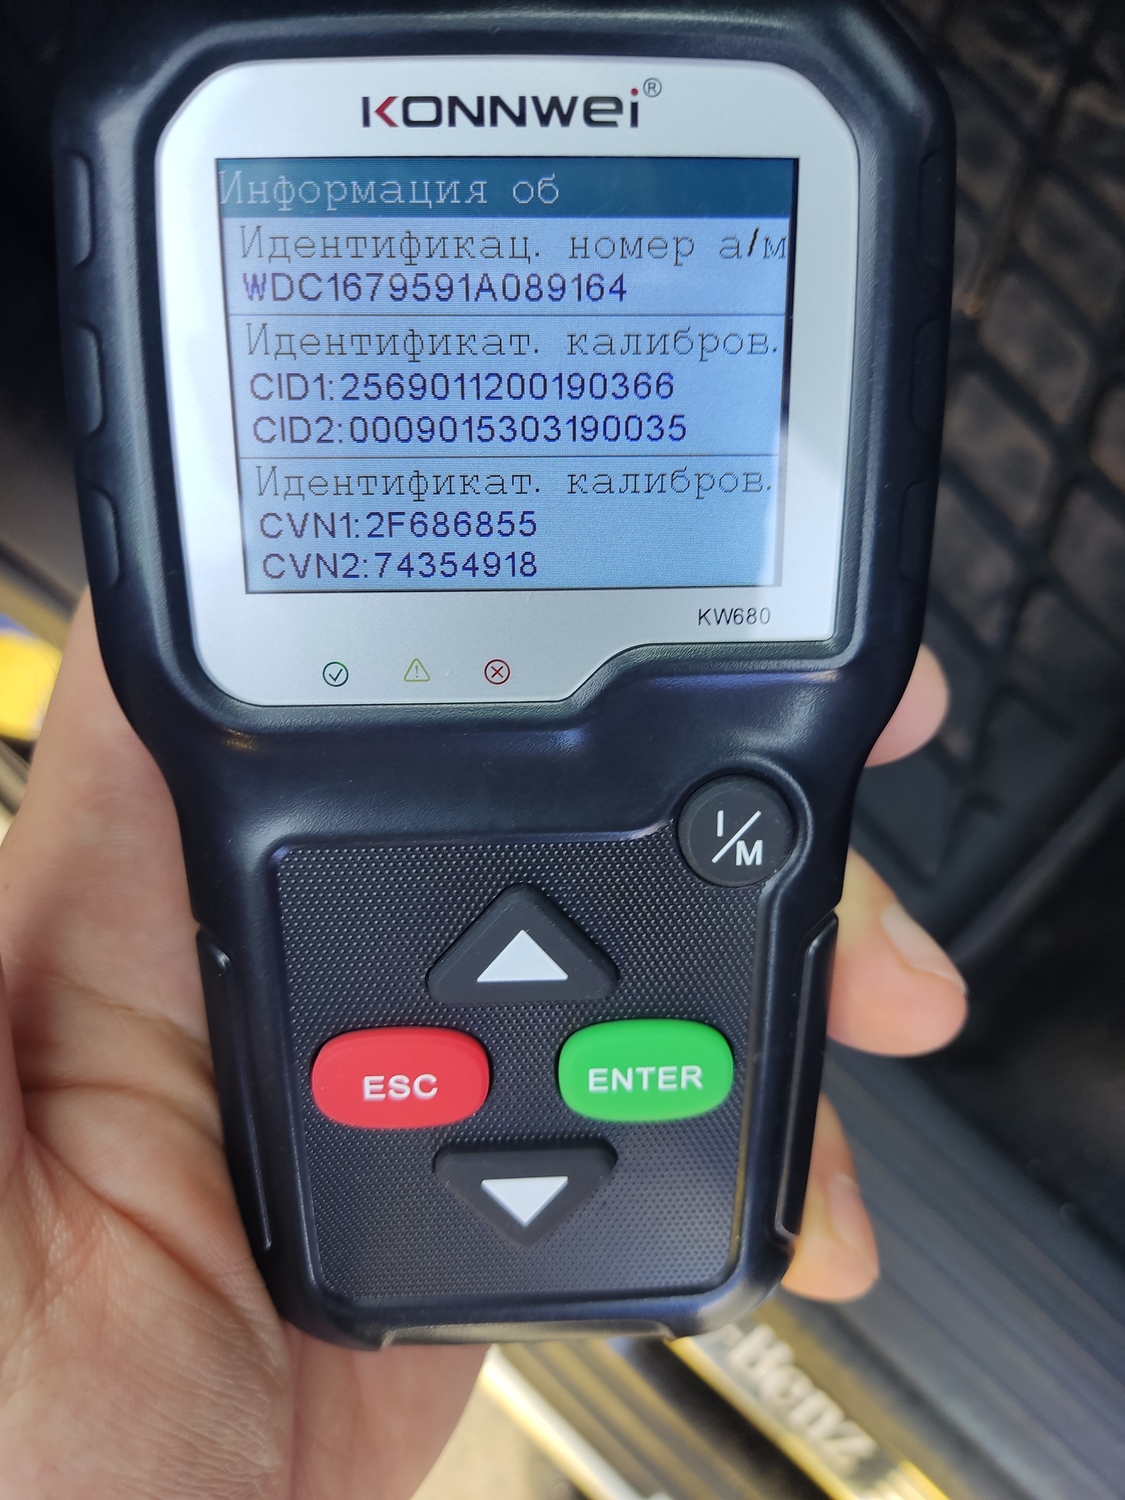 KONNWEI®
Информация об
Идентификац. номер а/м
WDC1679591A089164
Идентификат. калибров.
CID1:2569011200190366
CID2:0009015303190035
Идентификат. калибров.
CVN1:2F686855
CVN2:74354918
KW680
I/M
ESC
ENTER
-Benz